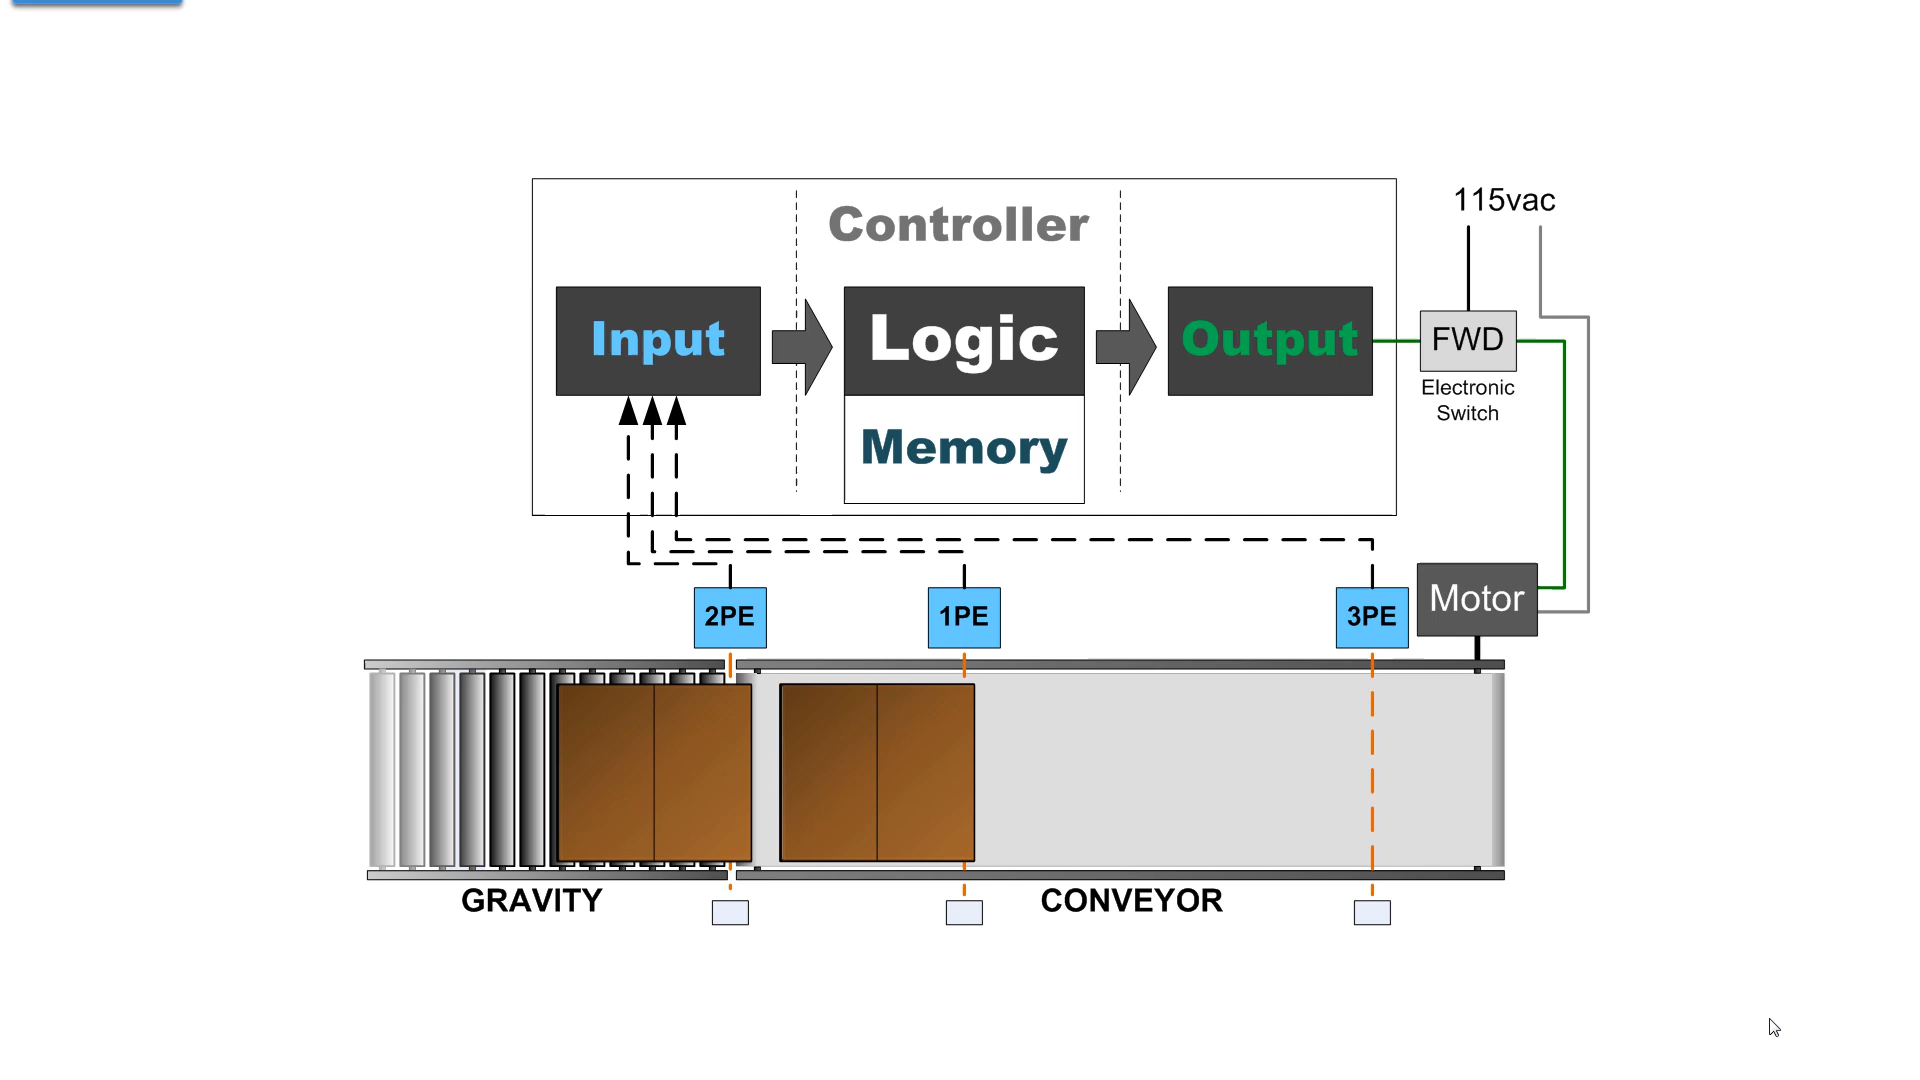 115vac
Controller
Input
Logic
Output
FWD
Electronic
Switch
Memory
2PE
1PE
3PE
Motor
GRAVITY
CONVEYOR